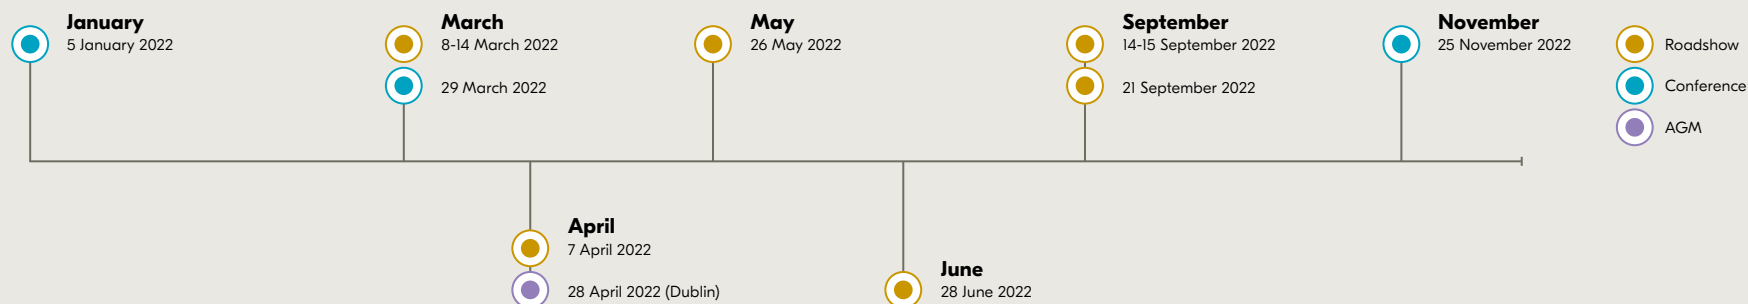 January
5 January 2022
March
8-14 March 2022
29 March 2022
May
26 May 2022
September
14-15 September 2022
21 September 2022
November
25 November 2022
Roadshow
Conference
AGM
April
7 April 2022
28 April 2022 (Dublin)
June
28 June 2022